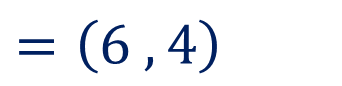 = (6 , 4)